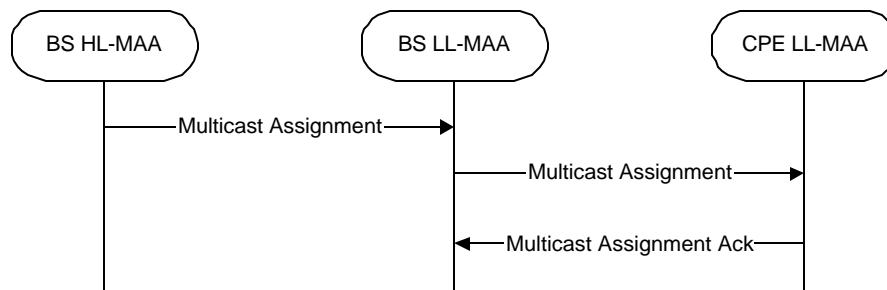 BS HL-MAA
BS LL-MAA
CPE LL-MAA
Multicast Assignment
Multicast Assignment
Multicast Assignment Ack